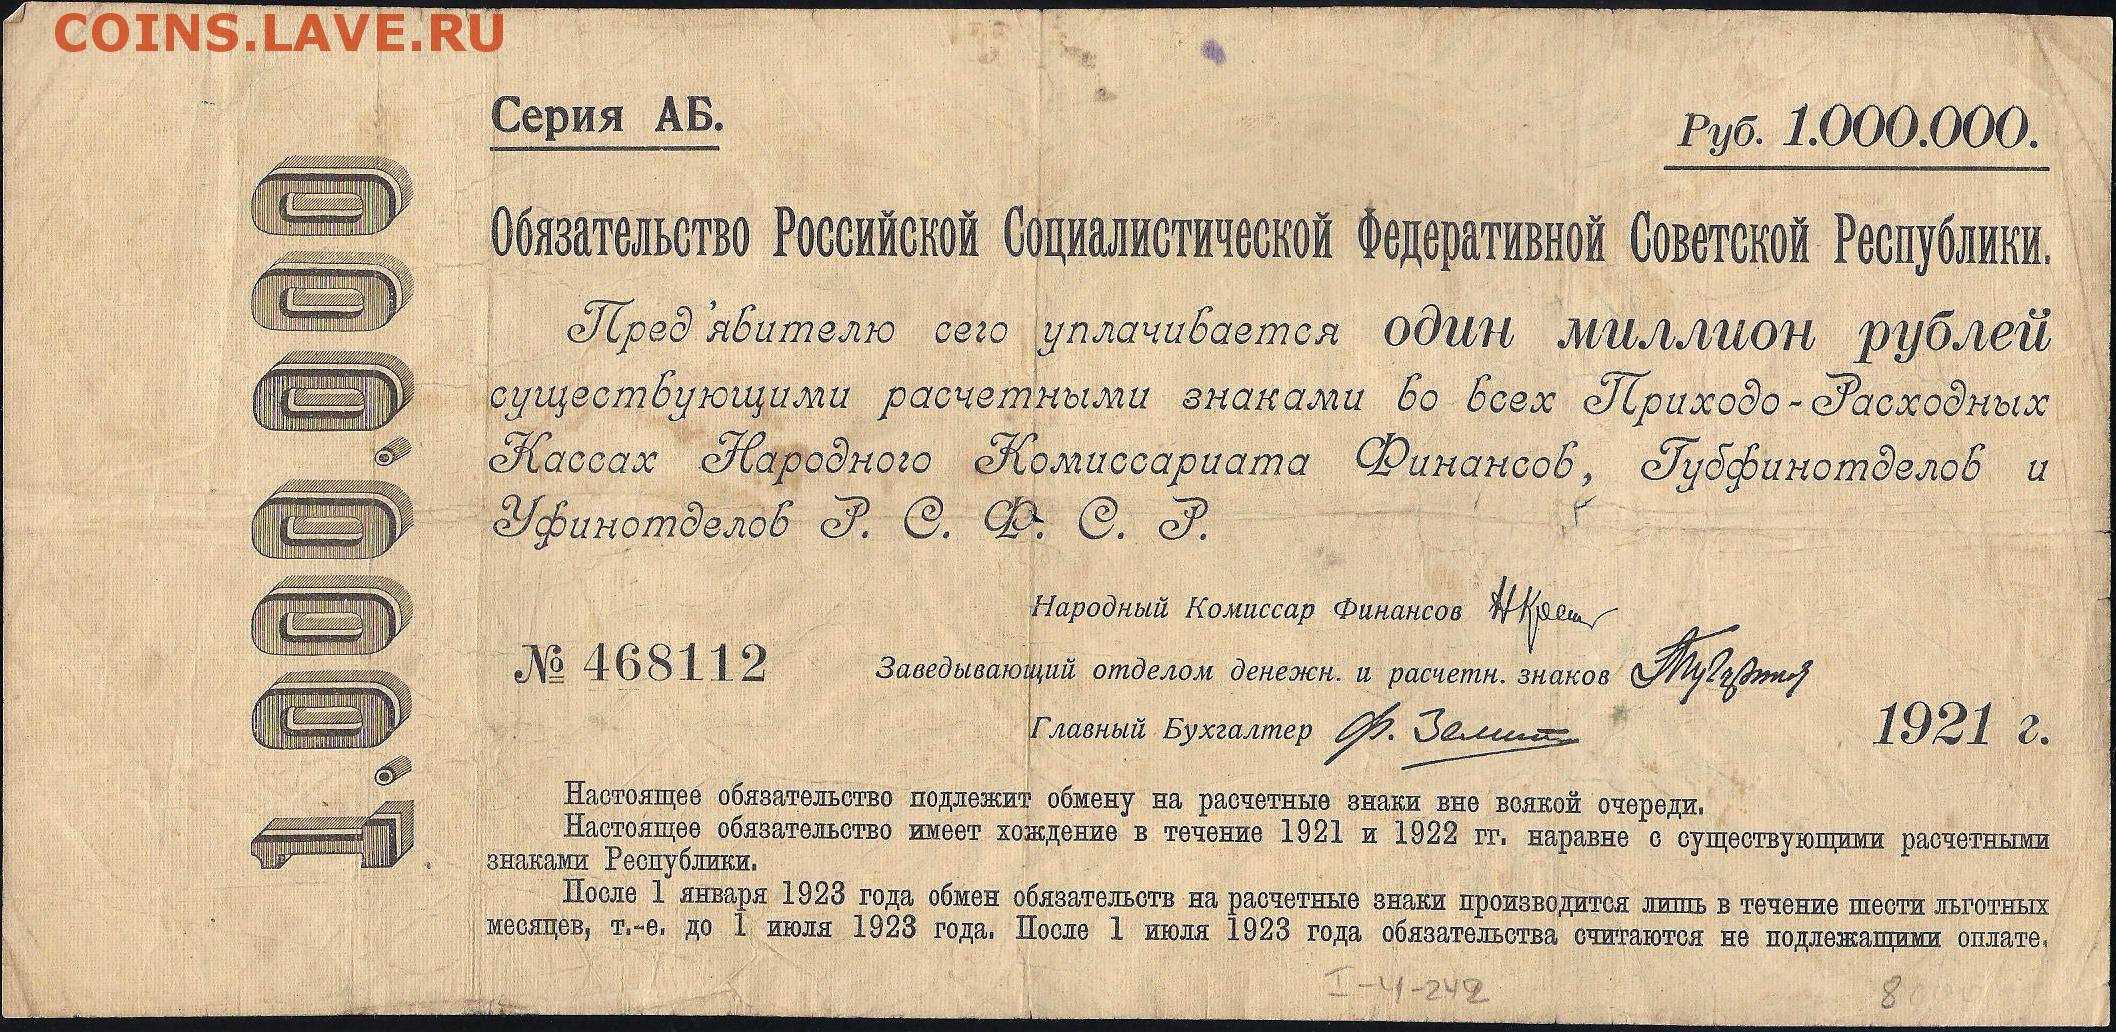 COINS.LAVE.RU
Серия АБ.
Руб. 1.000.000.
1.000.000
Обязательство Российской Социалистической Федеративной Советской Республики.
Пред'явителю сего уплачивается один миллион рублей
существующими расчетными знаками во всех Приходо-Расходных
Кассах Народного Комиссариата Финансов, Губфинотделов и
Уфинотделов Р. С. Ф. С. Р.
Народный Комиссар Финансов
№ 468112
Заведывающий отделом денежн. и расчетн. знаков
Главный Бухгалтер
1921 г.
Настоящее обязательство подлежит обмену на расчетные знаки вне всякой очереди.
Настоящее обязательство имеет хождение в течение 1921 и 1922 гг. наравне с существующими расчетными
знаками Республики.
После 1 января 1923 года обмен обязательств на расчетные знаки производится лишь в течение шести льготных
месяцев, т.-е. до 1 июля 1923 года. После 1 июля 1923 года обязательства считаются не подлежащими оплате.